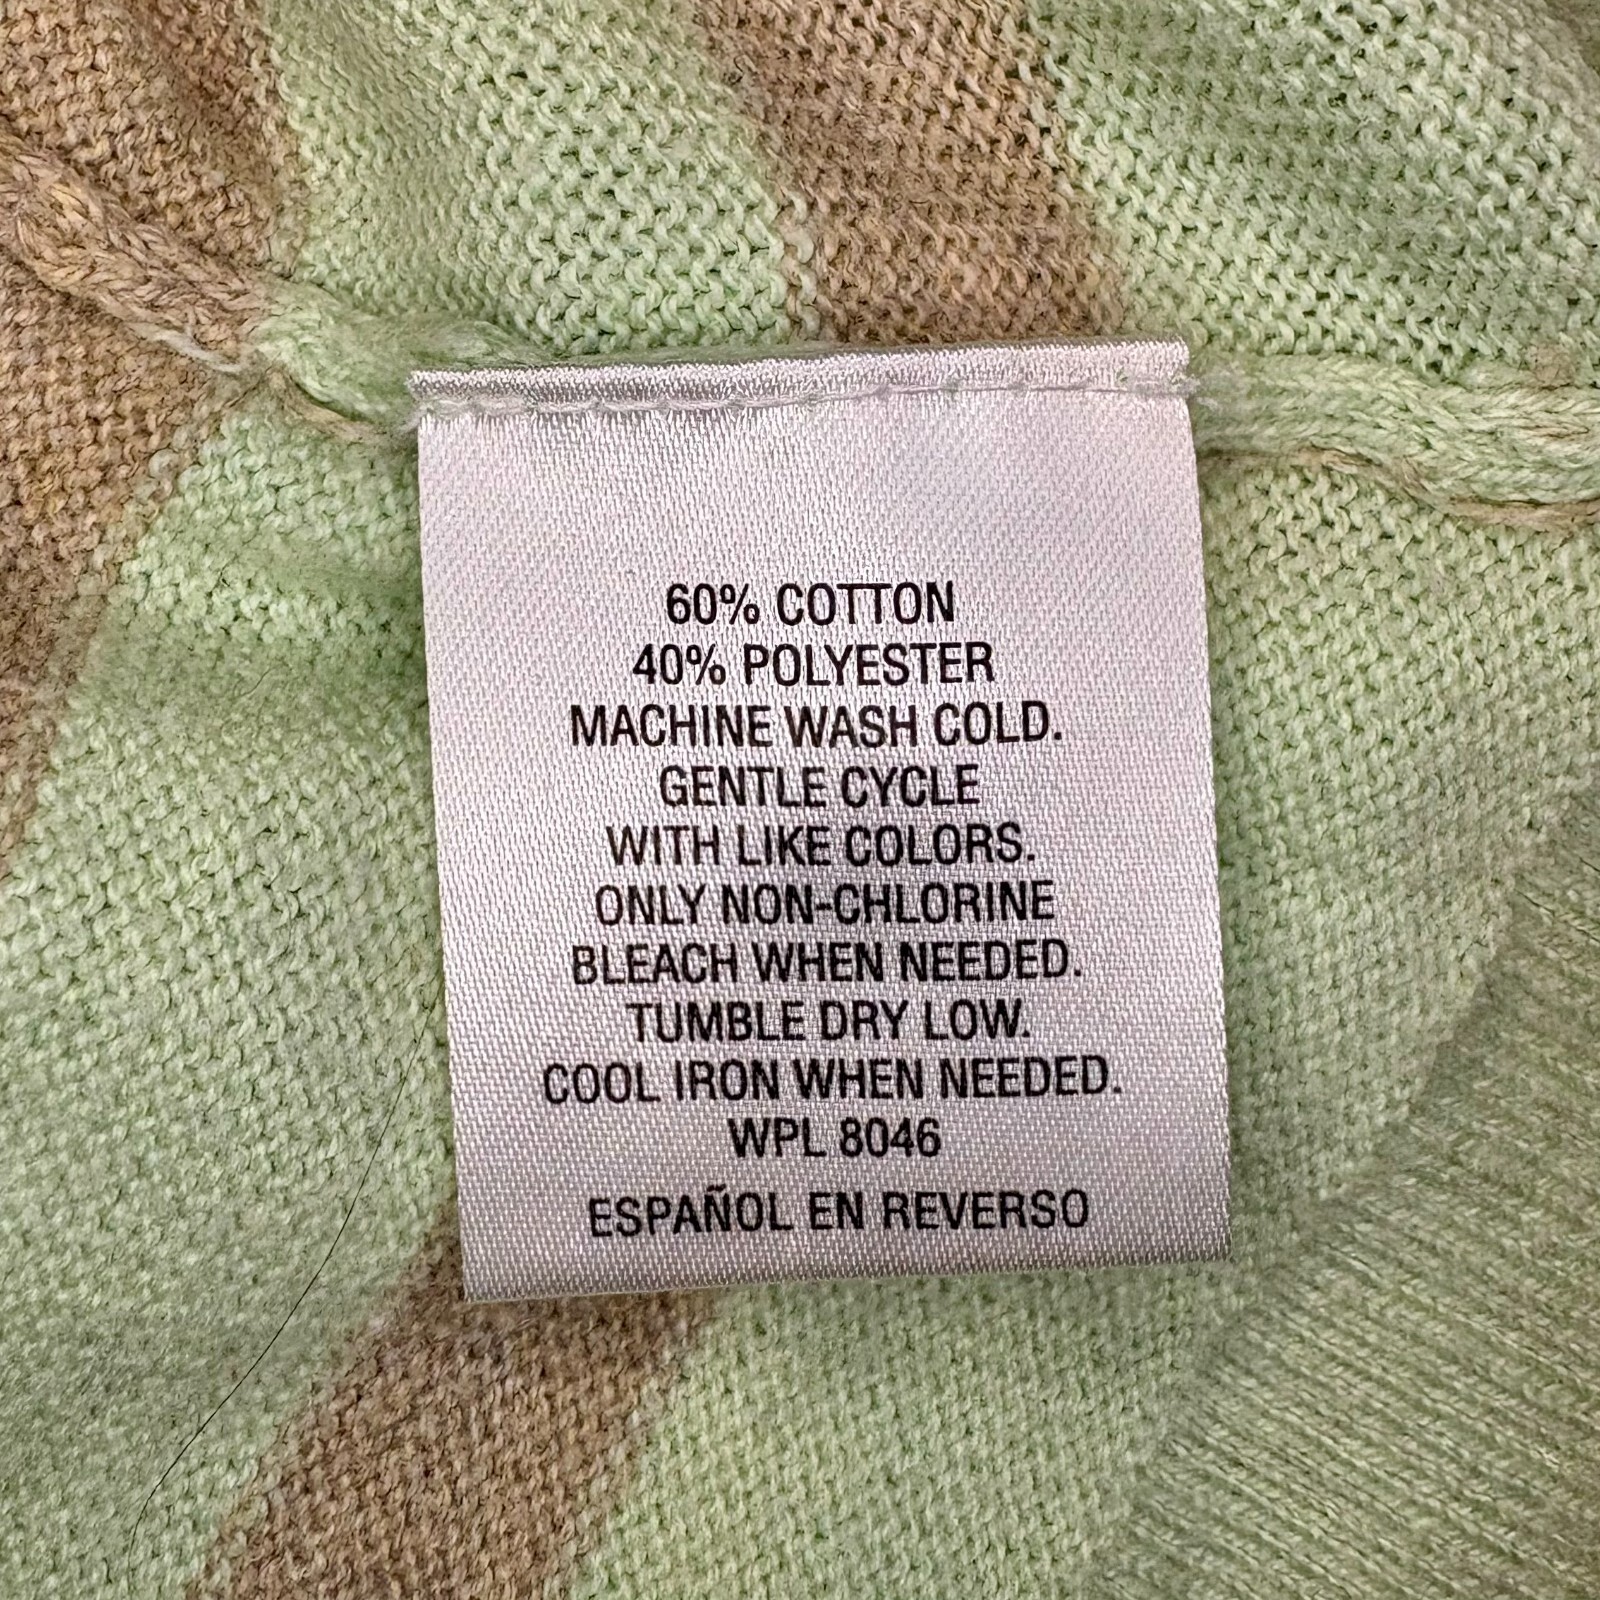 60% COTTON
40% POLYESTER
MACHINE WASH COLD.
GENTLE CYCLE
WITH LIKE COLORS.
ONLY NON-CHLORINE
BLEACH WHEN NEEDED.
TUMBLE DRY LOW.
COOL IRON WHEN NEEDED.
WPL 8046
ESPAÑOL EN REVERSO